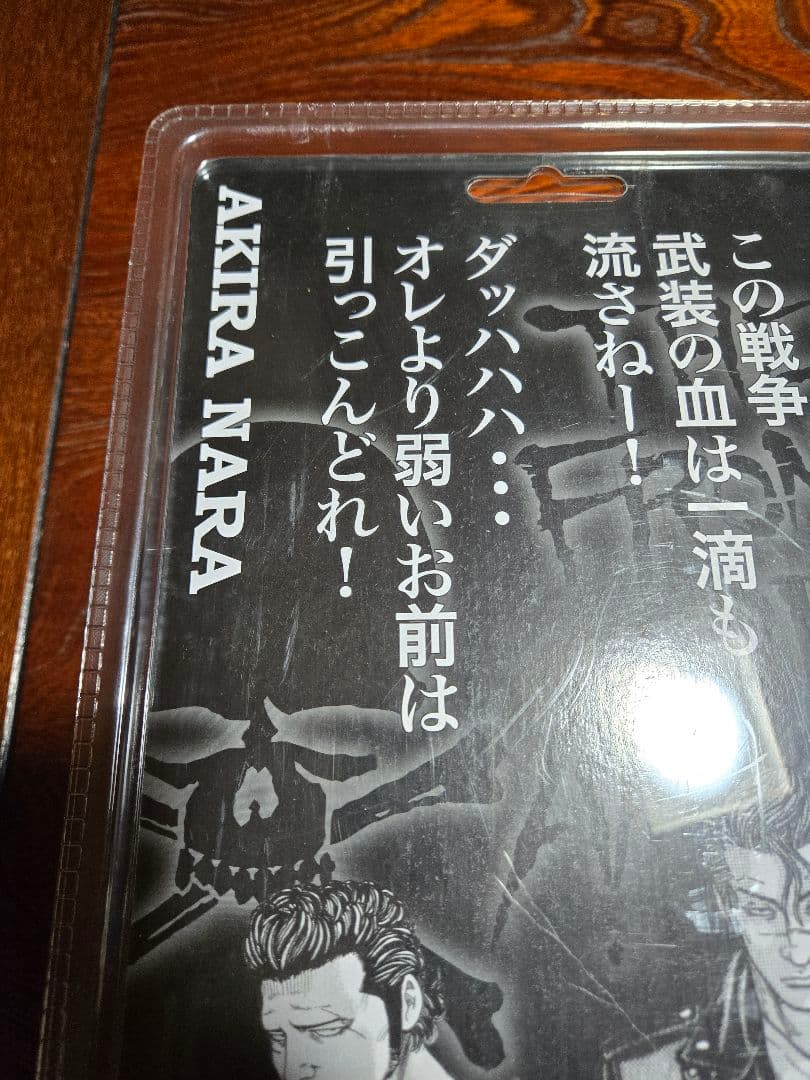 この戦争
武装の血は一滴も
流さねー!
ダッハハハ・・・
オレより弱いお前は
引っこんどれ!
AKIRA NARA